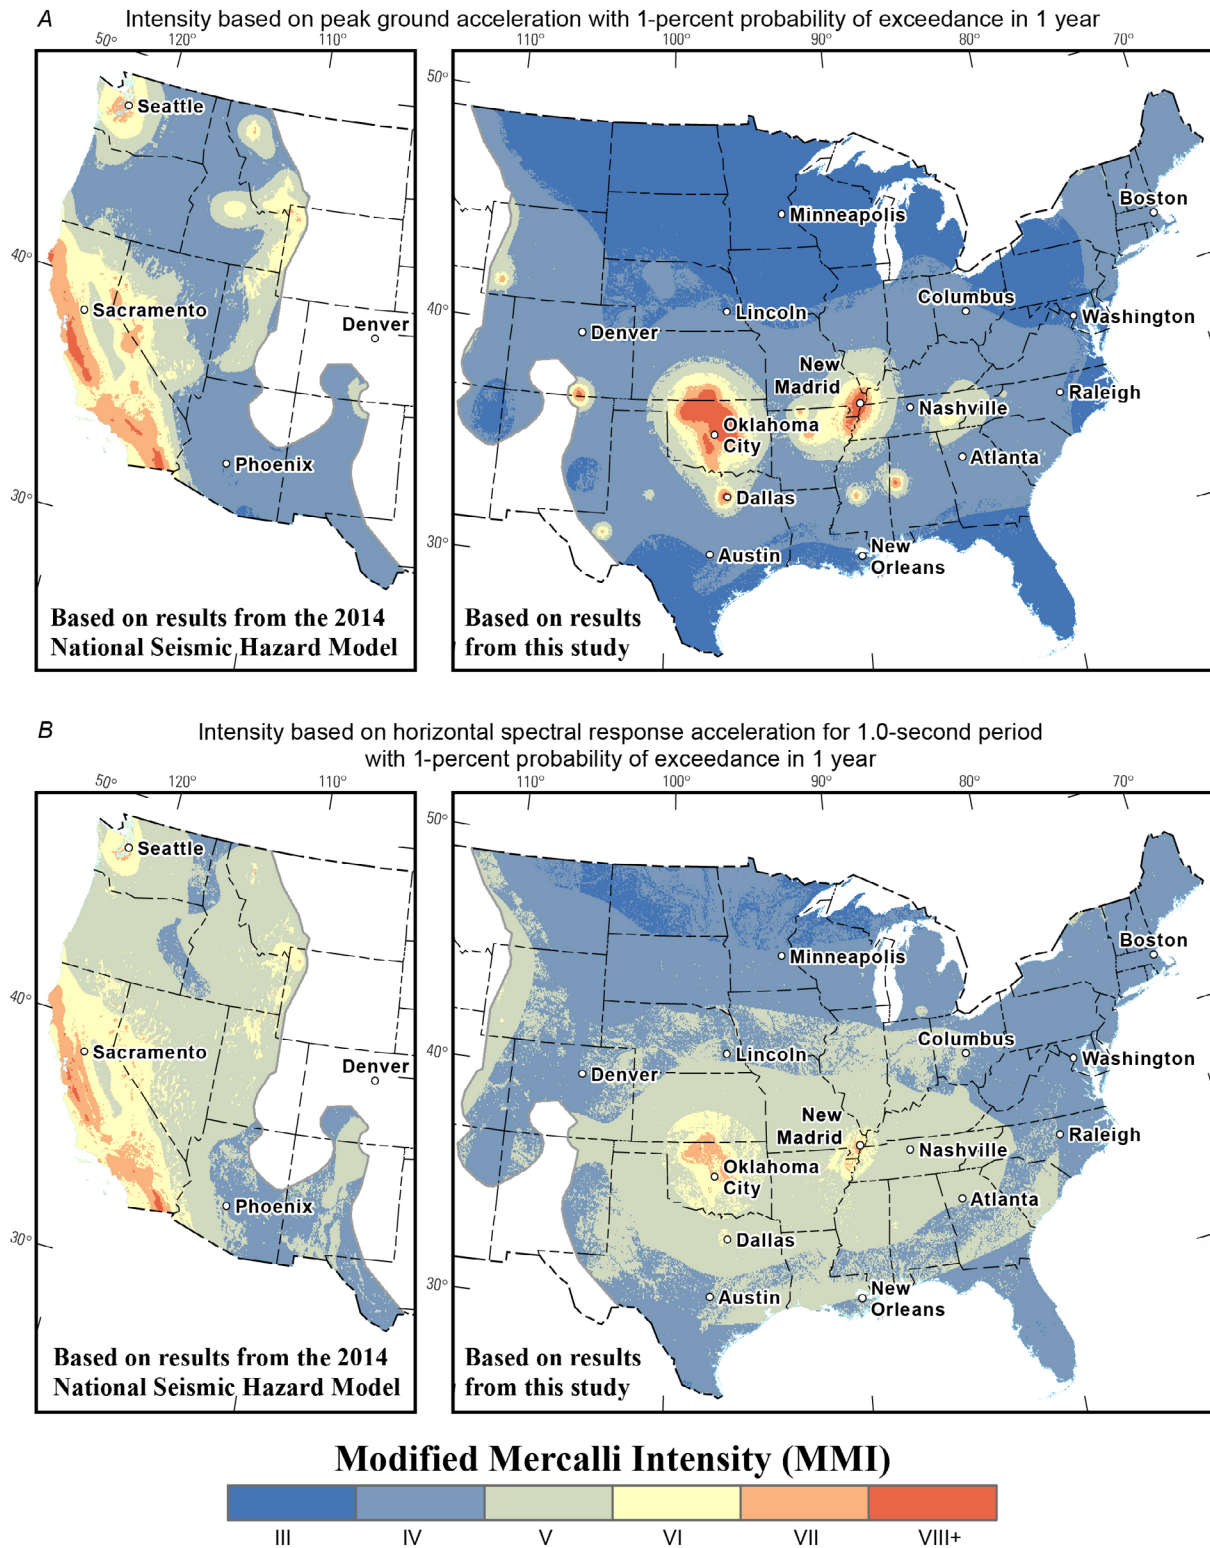 A Intensity based on peak ground acceleration with 1-percent probability of exceedance in 1 year
50° 120° 110° 110° 100° 90° 80° 70°
50°
Seattle
Boston
Minneapolis
40°
Sacramento
Denver
40°
Denver
Lincoln
Columbus
Washington
New
Madrid
Raleigh
Nashville
Oklahoma
City
Phoenix
Atlanta
30°
Dallas
30°
Austin
New
Orleans
Based on results from the 2014
National Seismic Hazard Model
Based on results
from this study
B Intensity based on horizontal spectral response acceleration for 1.0-second period
with 1-percent probability of exceedance in 1 year
50° 120° 110° 110° 100° 90° 80° 70°
50°
Seattle
Boston
Minneapolis
40°
Sacramento
Denver
40°
Denver
Lincoln
Columbus
Washington
New
Madrid
Raleigh
Nashville
Oklahoma
City
Phoenix
Atlanta
30°
Dallas
30°
Austin
New
Orleans
Based on results from the 2014
National Seismic Hazard Model
Based on results
from this study
Modified Mercalli Intensity (MMI)
III IV V VI VII VIII+